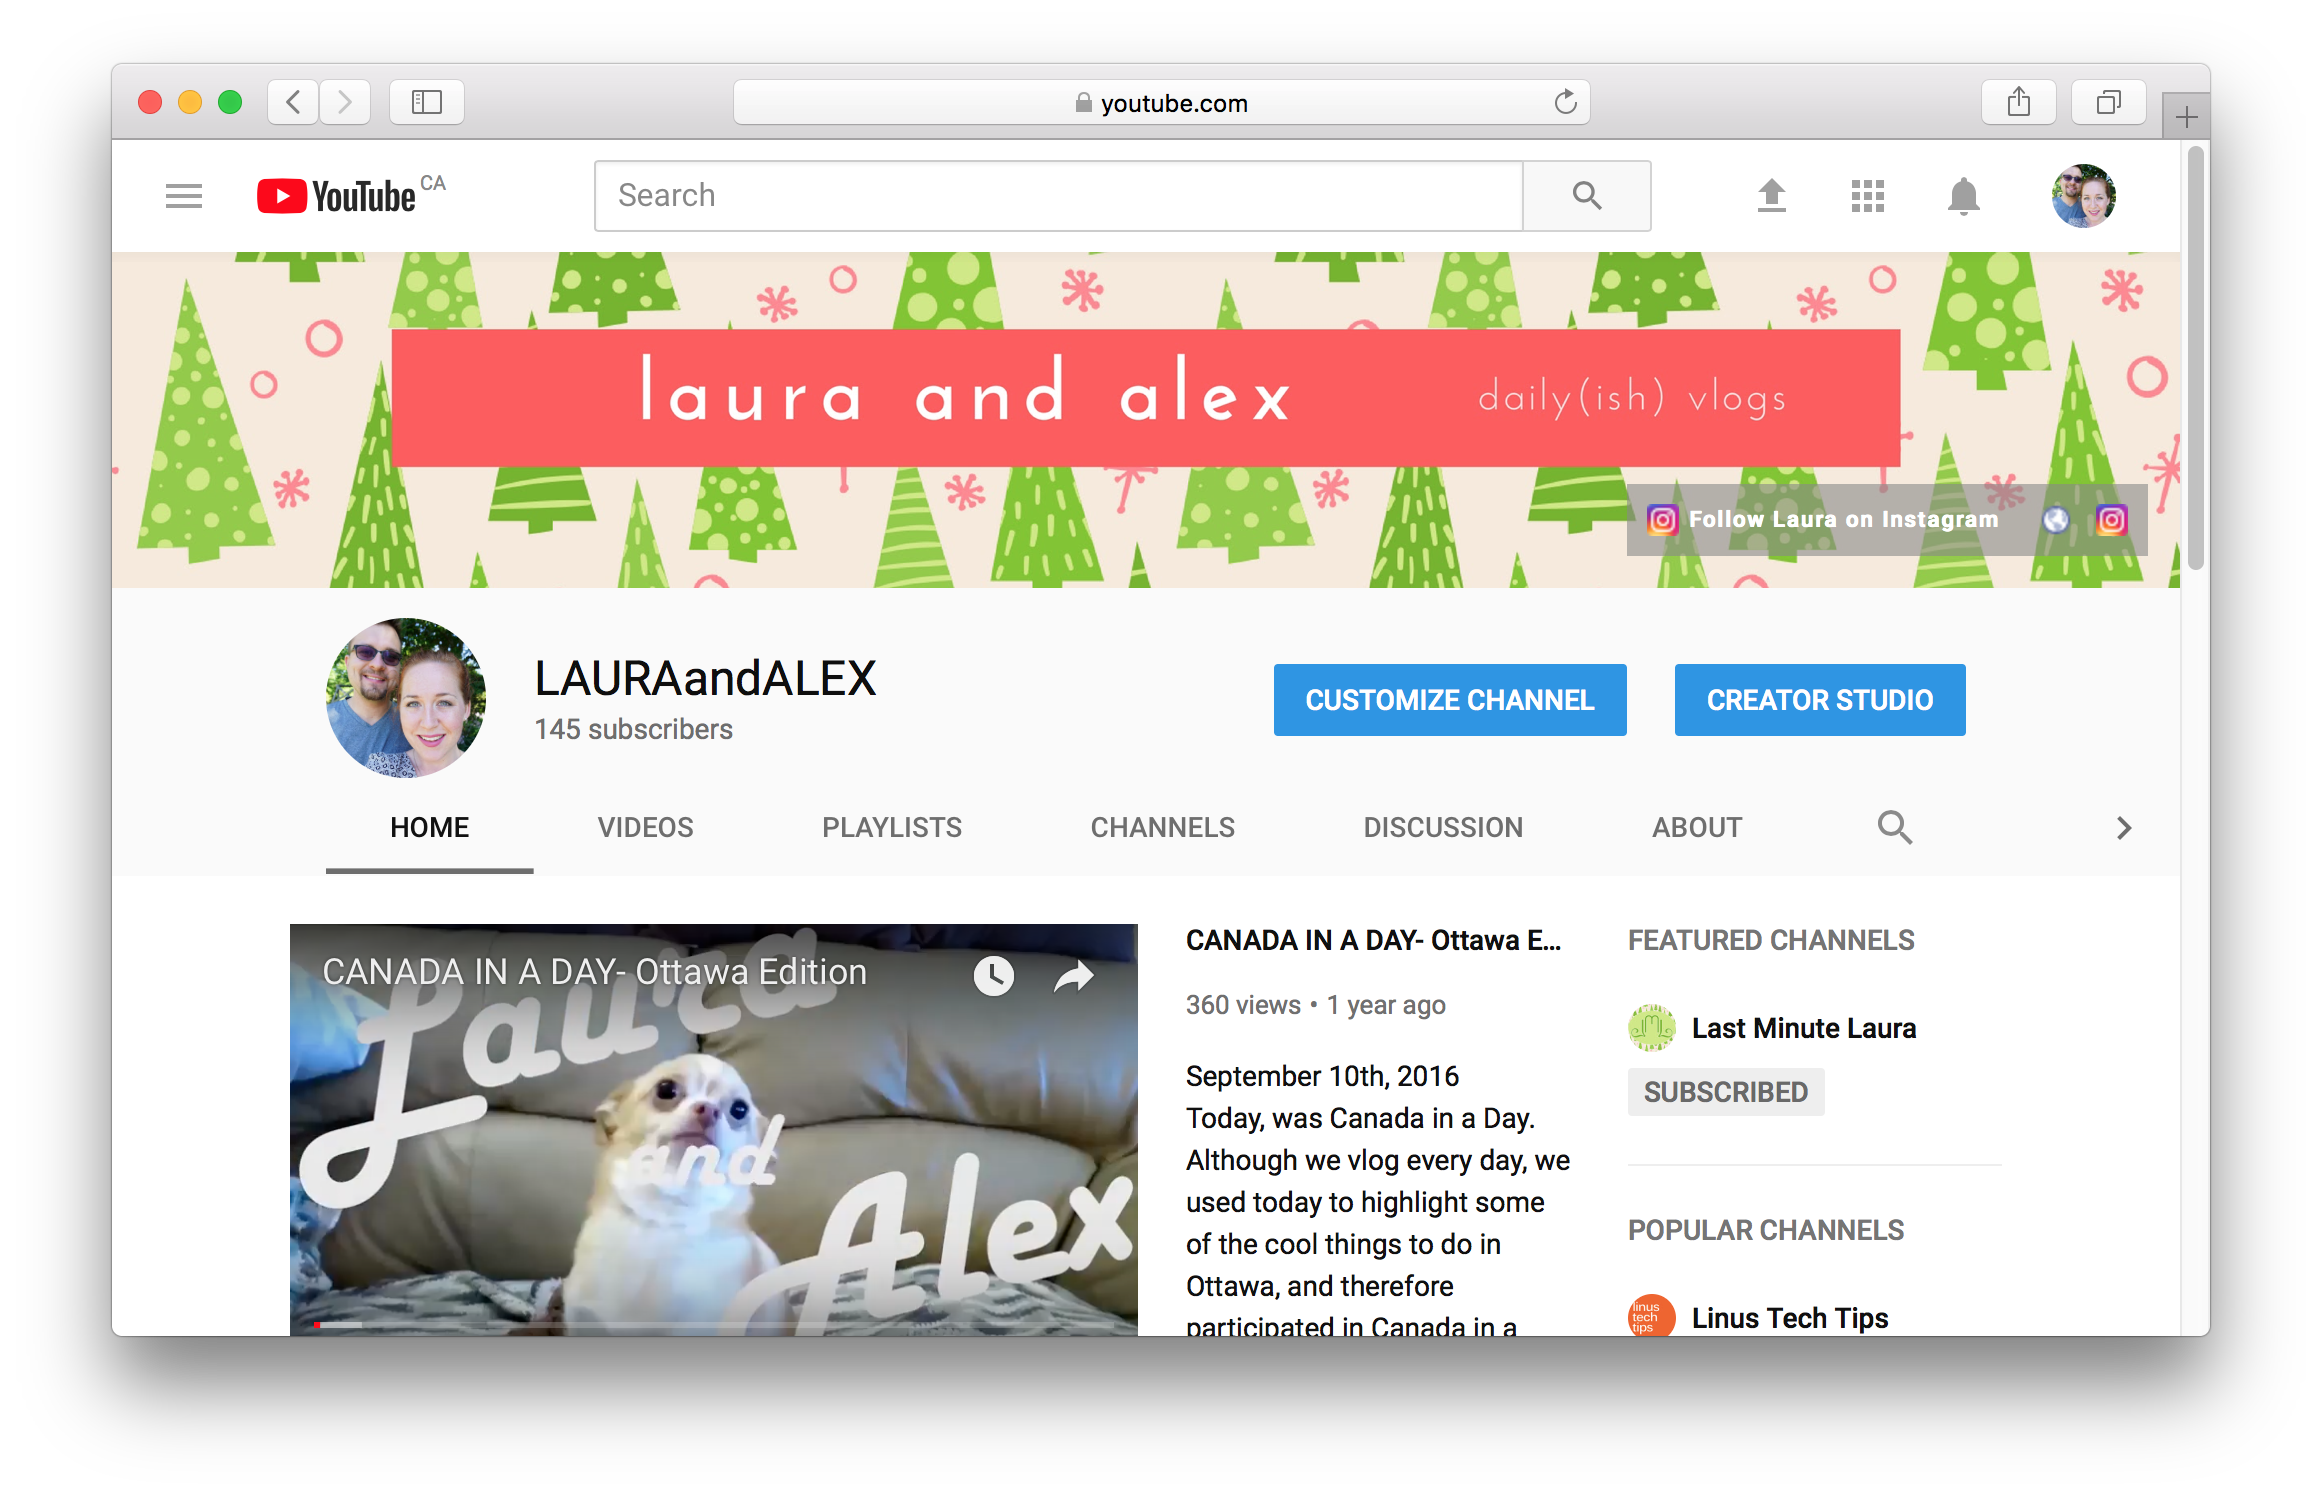 youtube.com
YouTube CA
Search
laura and alex
daily(ish) vlogs
Follow Laura on Instagram
LAURAandALEX
145 subscribers
CUSTOMIZE CHANNEL
CREATOR STUDIO
HOME
VIDEOS
PLAYLISTS
CHANNELS
DISCUSSION
ABOUT
CANADA IN A DAY- Ottawa Edition
Laura
and
Alex
CANADA IN A DAY- Ottawa E...
360 views • 1 year ago
September 10th, 2016
Today, was Canada in a Day.
Although we vlog every day, we
used today to highlight some
of the cool things to do in
Ottawa, and therefore
participated in Canada in a
FEATURED CHANNELS
Last Minute Laura
SUBSCRIBED
POPULAR CHANNELS
linus
tech
tips
Linus Tech Tips